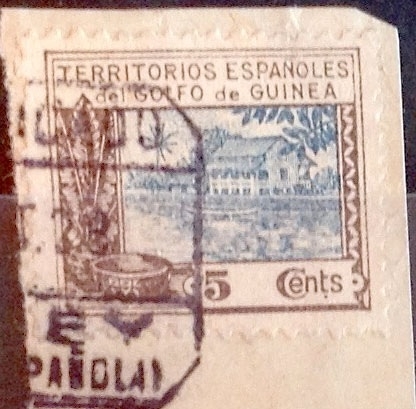 TERRITORIOS ESPAÑOLES
del GOLFO de GUINEA
5 Cents
PAÑOLA)